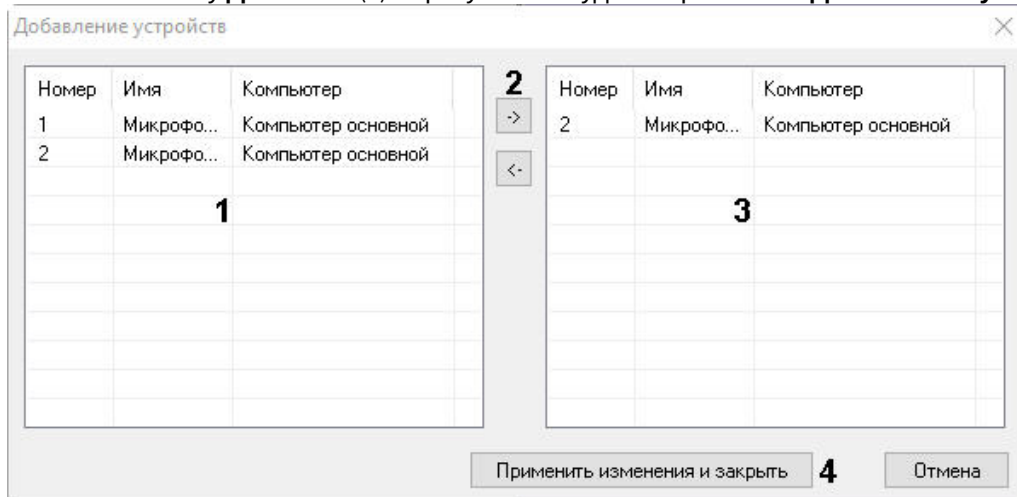 Добавление устройств
Номер Имя Компьютер 2 Номер Имя Компьютер
1 Микрофо... Компьютер основной -> 2 Микрофо... Компьютер основной
2 Микрофо... Компьютер основной <-
1 3
Применить изменения и закрыть 4 Отмена